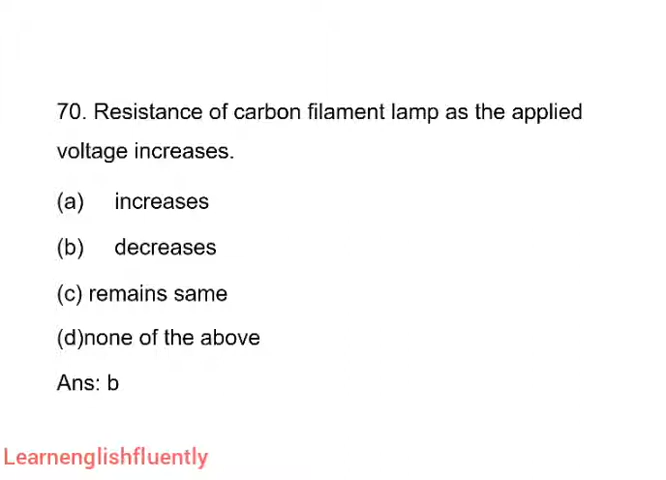 70. Resistance of carbon filament lamp as the applied
voltage increases.
(a) increases
(b) decreases
(c) remains same
(d)none of the above
Ans: b
Learnenglishfluently